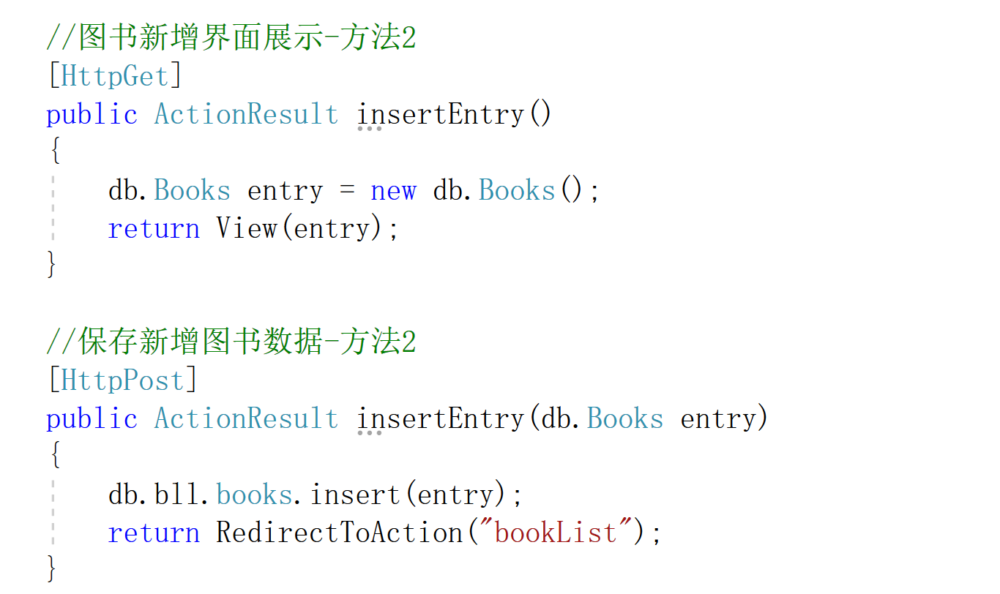 //图书新增界面展示-方法2
[HttpGet]
public ActionResult insertEntry()
{
db.Books entry = new db.Books();
return View(entry);
}
//保存新增图书数据-方法2
[HttpPost]
public ActionResult insertEntry(db.Books entry)
{
db.bll.books.insert(entry);
return RedirectToAction("bookList");
}